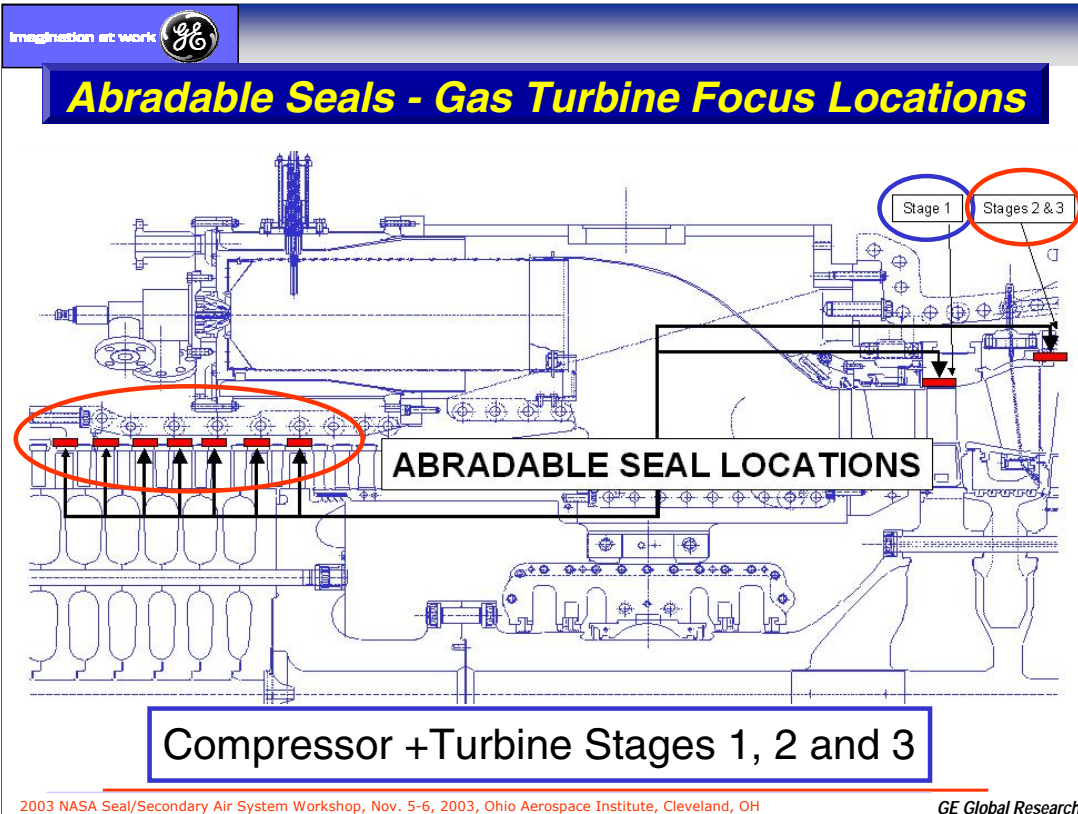 imagination at work
Abradable Seals - Gas Turbine Focus Locations
Stage 1
Stages 2 & 3
ABRADABLE SEAL LOCATIONS
Compressor +Turbine Stages 1, 2 and 3
2003 NASA Seal/Secondary Air System Workshop, Nov. 5-6, 2003, Ohio Aerospace Institute, Cleveland, OH
GE Global Research